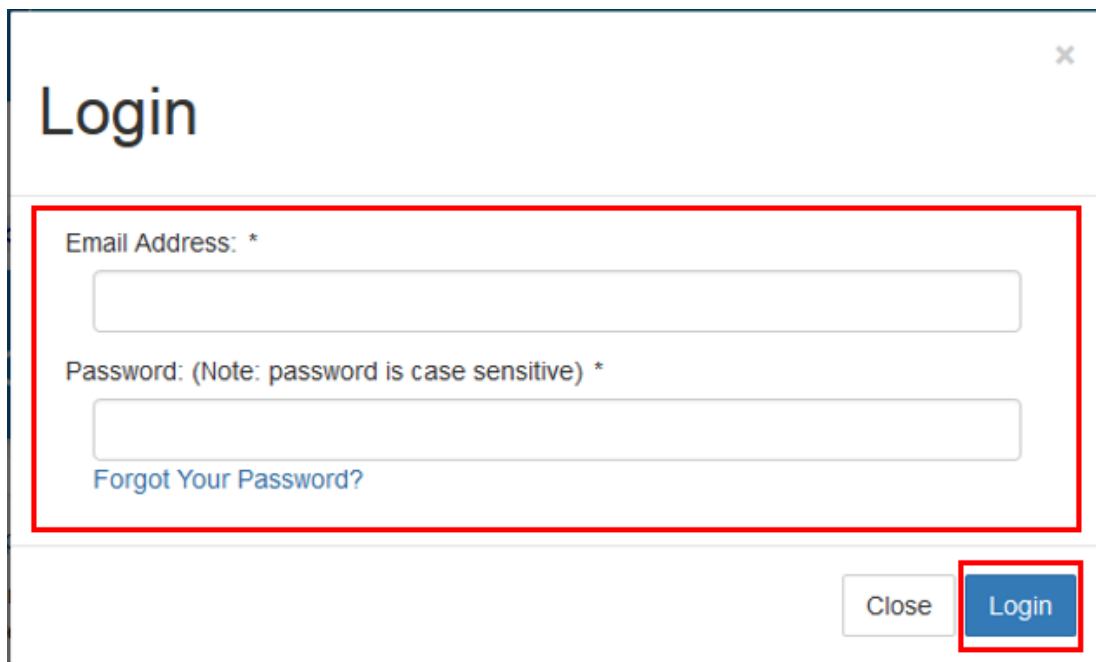 ×
Login
Email Address: *
Password: (Note: password is case sensitive) *
Forgot Your Password?
Close Login